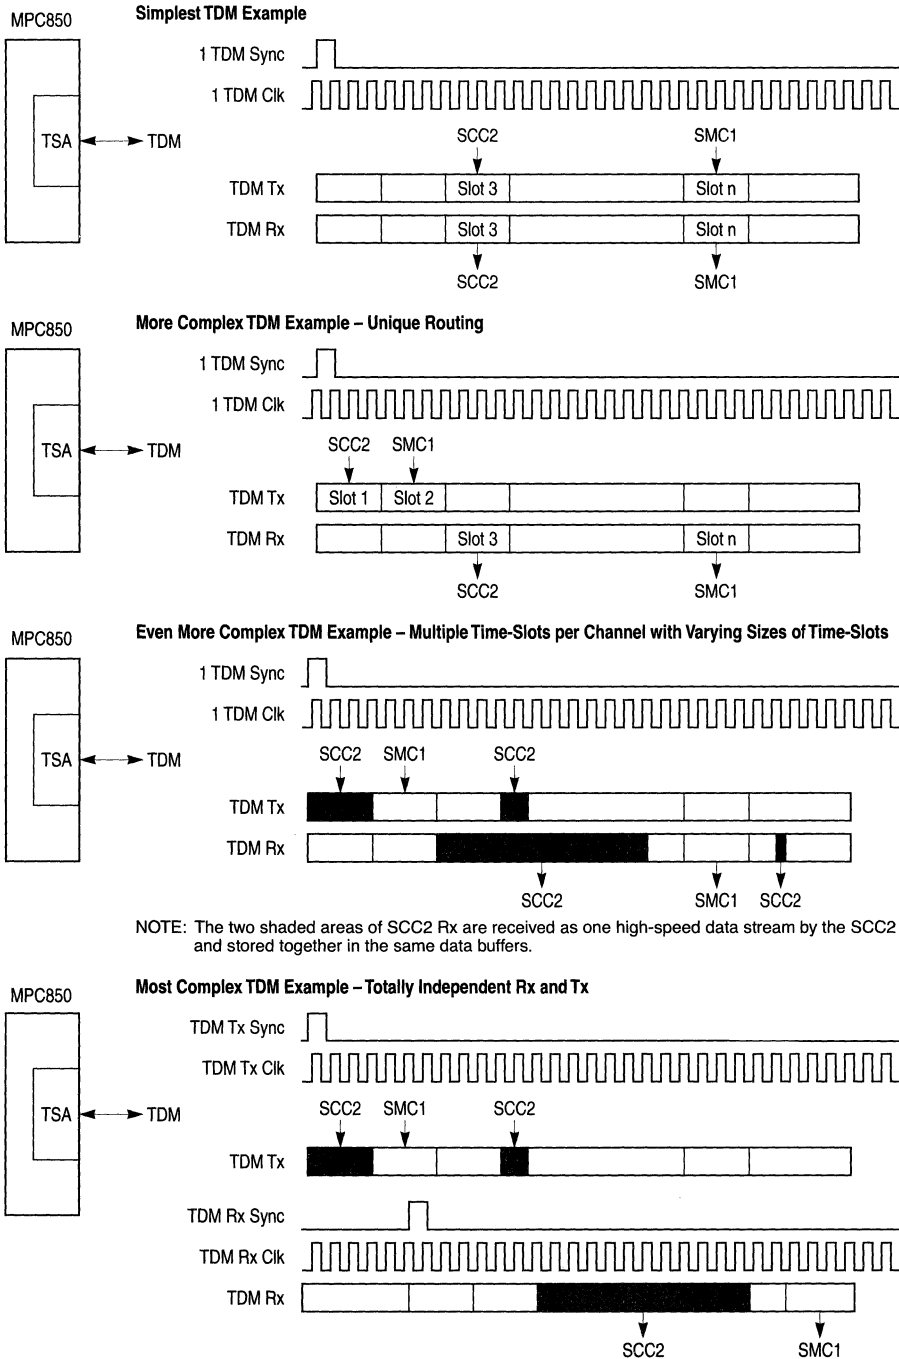 Simplest TDM Example
MPC850
1 TDM Sync
1 TDM Clk
TSA
TDM
SCC2 SMC1
TDM Tx Slot 3 Slot n
TDM Rx Slot 3 Slot n
SCC2 SMC1
More Complex TDM Example – Unique Routing
MPC850
1 TDM Sync
1 TDM Clk
TSA
TDM
SCC2 SMC1
TDM Tx Slot 1 Slot 2
TDM Rx Slot 3 Slot n
SCC2 SMC1
Even More Complex TDM Example – Multiple Time-Slots per Channel with Varying Sizes of Time-Slots
MPC850
1 TDM Sync
1 TDM Clk
TSA
TDM
SCC2 SMC1 SCC2
TDM Tx
TDM Rx
SCC2 SMC1 SCC2
NOTE: The two shaded areas of SCC2 Rx are received as one high-speed data stream by the SCC2
and stored together in the same data buffers.
Most Complex TDM Example – Totally Independent Rx and Tx
MPC850
TDM Tx Sync
TDM Tx Clk
TSA
TDM
SCC2 SMC1 SCC2
TDM Tx
TDM Rx Sync
TDM Rx Clk
TDM Rx
SCC2 SMC1